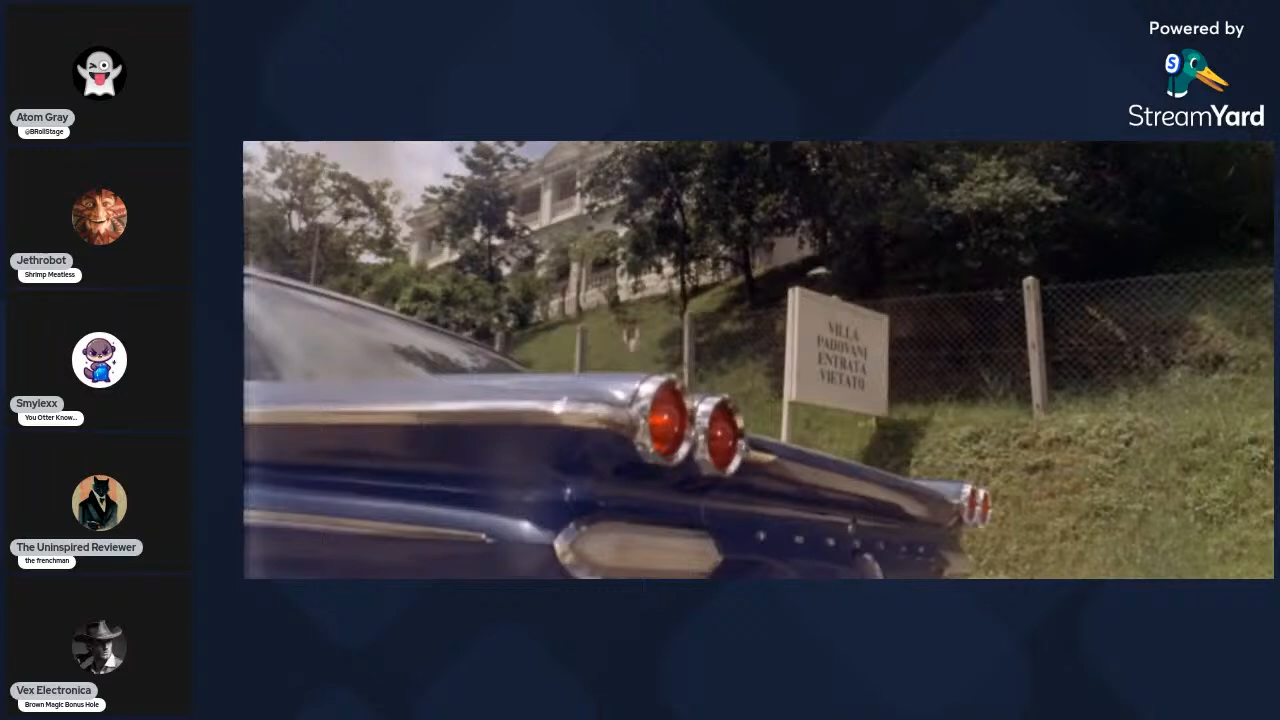 Powered by
StreamYard
Atom Gray
@BRollStage
Jethrobot
Shrimp Meatless
Smylexx
You Otter Know...
The Uninspired Reviewer
the frenchman
Vex Electronica
Brown Magic Bonus Hole
VILLA
PADOVANI
ENTRATA
VIETATO